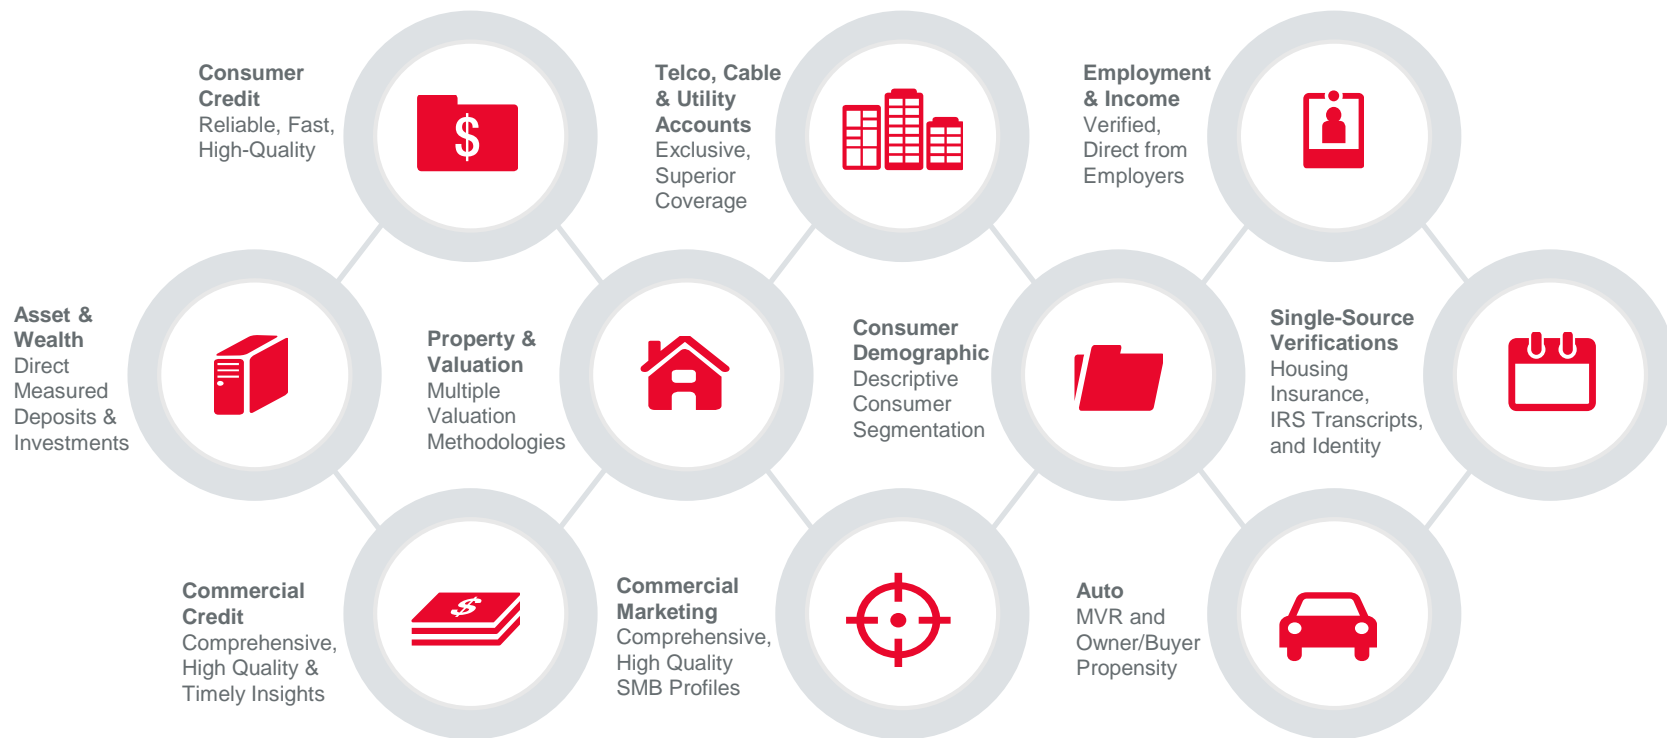 Consumer
Credit
Reliable, Fast,
High-Quality
Telco, Cable
& Utility
Accounts
Exclusive,
Superior
Coverage
Employment
& Income
Verified,
Direct from
Employers
$
Asset &
Wealth
Direct
Measured
Deposits &
Investments
Property &
Valuation
Multiple
Valuation
Methodologies
Consumer
Demographic
Descriptive
Consumer
Segmentation
Single-Source
Verifications
Housing
Insurance,
IRS Transcripts,
and Identity
Commercial
Credit
Comprehensive,
High Quality &
Timely Insights
$
Commercial
Marketing
Comprehensive,
High Quality
SMB Profiles
Auto
MVR and
Owner/Buyer
Propensity